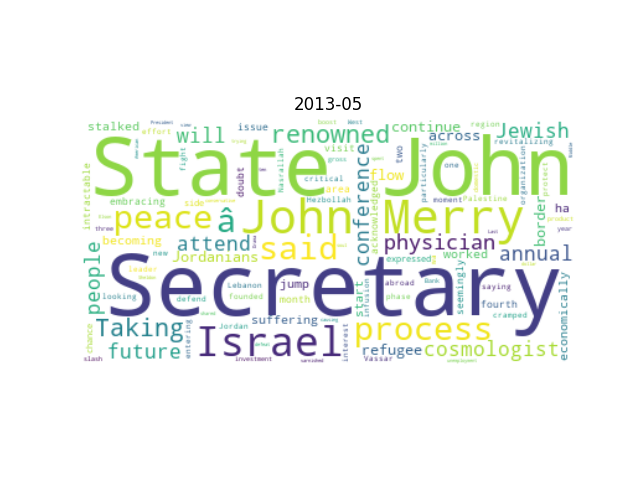 2013-05
stalked
effort
issue
will
renowned
continue
across
region
Jewish
revitalizing
State John
fight
visit
doubt
Nasrallah
gross
critical
area
Hezbollah
two
one
flow
acknowledged
particularly
moment
Palestine
organization
protect
intractable
embracing
side
peace
â
John Merry
conference
border
ha
three
product
year
becoming
attend
said
physician
annual
people
new
Jordanians
worked
expressed
seemingly
economically
Secretary
leader
looking
defend
Lebanon
founded
jump
month
start
infusion
phase
abroad
Bank
saying
fourth
cramped
Taking
entering
Jordan
suffering
process
chance
future
Israel
interest
refugee
cosmologist
slash
investment
Vassar
unemployment